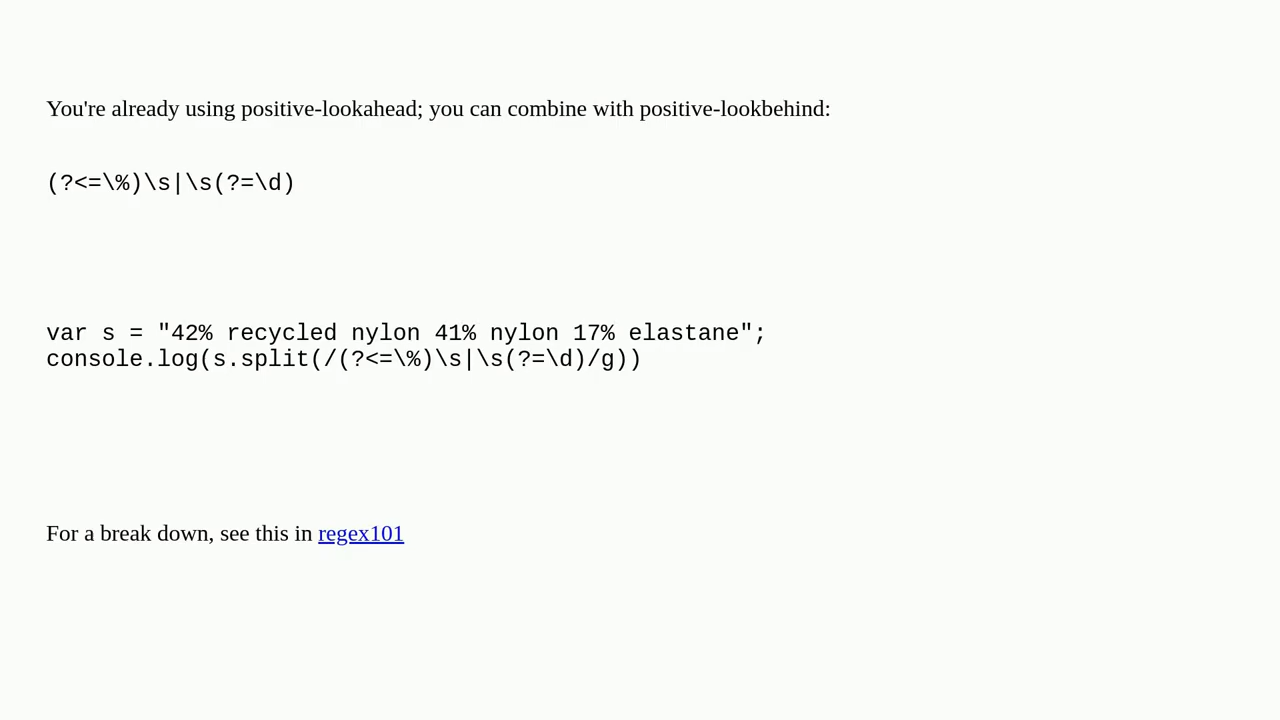 You're already using positive-lookahead; you can combine with positive-lookbehind:
(?<=\%)\s|\s(?=\d)
var s = "42% recycled nylon 41% nylon 17% elastane";
console.log(s.split(/(?<=\%)\s|\s(?=\d)/g))
For a break down, see this in regex101